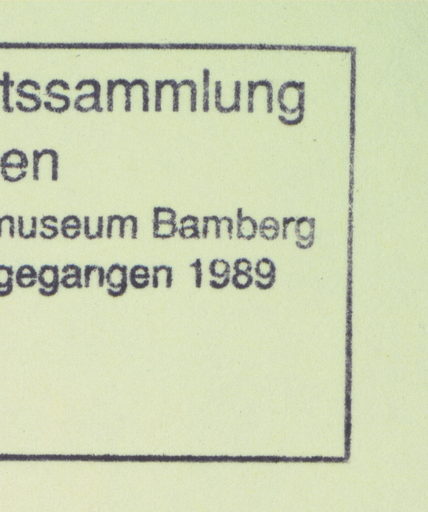 tssammlung
en
museum Bamberg
gegangen 1989